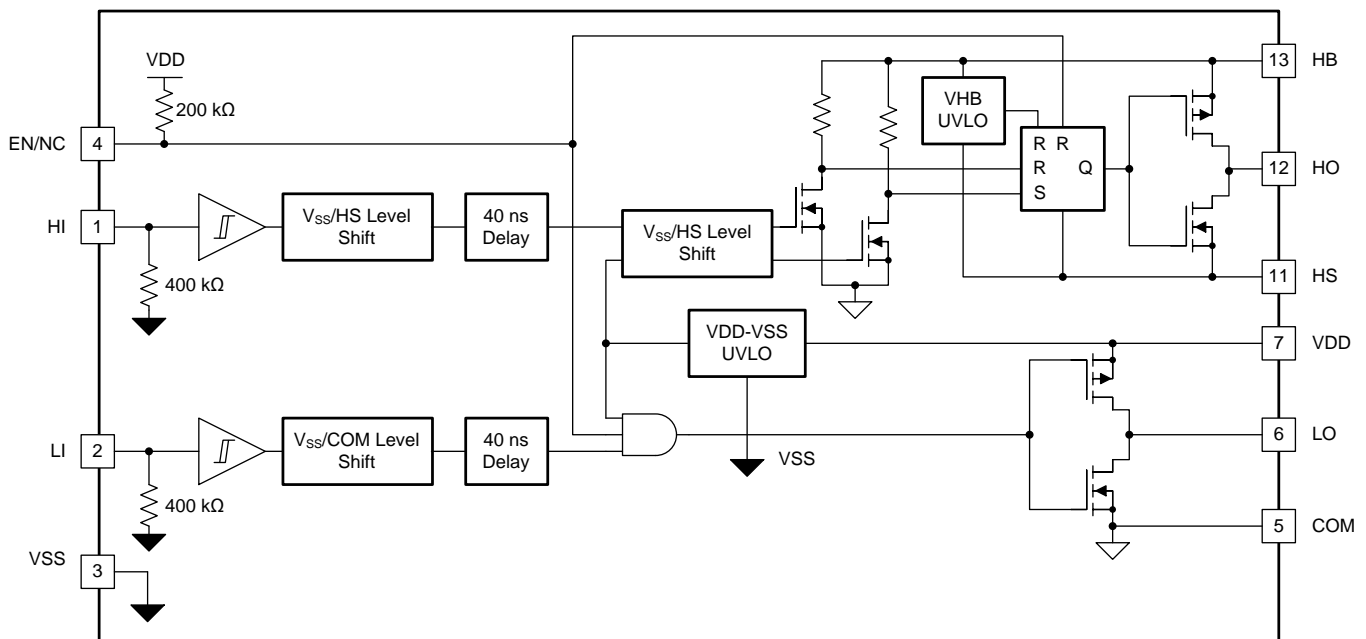 VDD
200 kΩ
EN/NC
4
HI
1
400 kΩ
VSS/HS Level
Shift
40 ns
Delay
VSS/HS Level
Shift
VHB
UVLO
R R
R Q
S
13
HB
12
HO
11
HS
VDD-VSS
UVLO
VSS
7
VDD
LI
2
400 kΩ
VSS/COM Level
Shift
40 ns
Delay
6
LO
5
COM
VSS
3